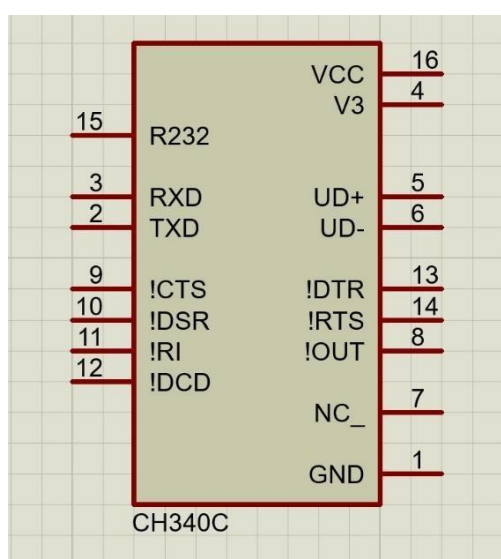 VCC 16
V3 4
15 R232
3 RXD UD+ 5
2 TXD UD- 6
9 !CTS !DTR 13
10 !DSR !RTS 14
11 !RI !OUT 8
12 !DCD
NC_ 7
GND 1
CH340C